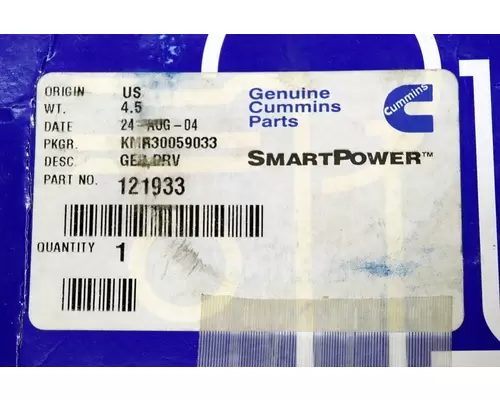 ORIGIN US
WT. 4.5
DATE 24-AUG-04
PKGR. KMR30059033
DESC. GER,DRV
PART NO. 121933
QUANTITY 1
Genuine
Cummins
Parts
Cummins
SMARTPOWER™